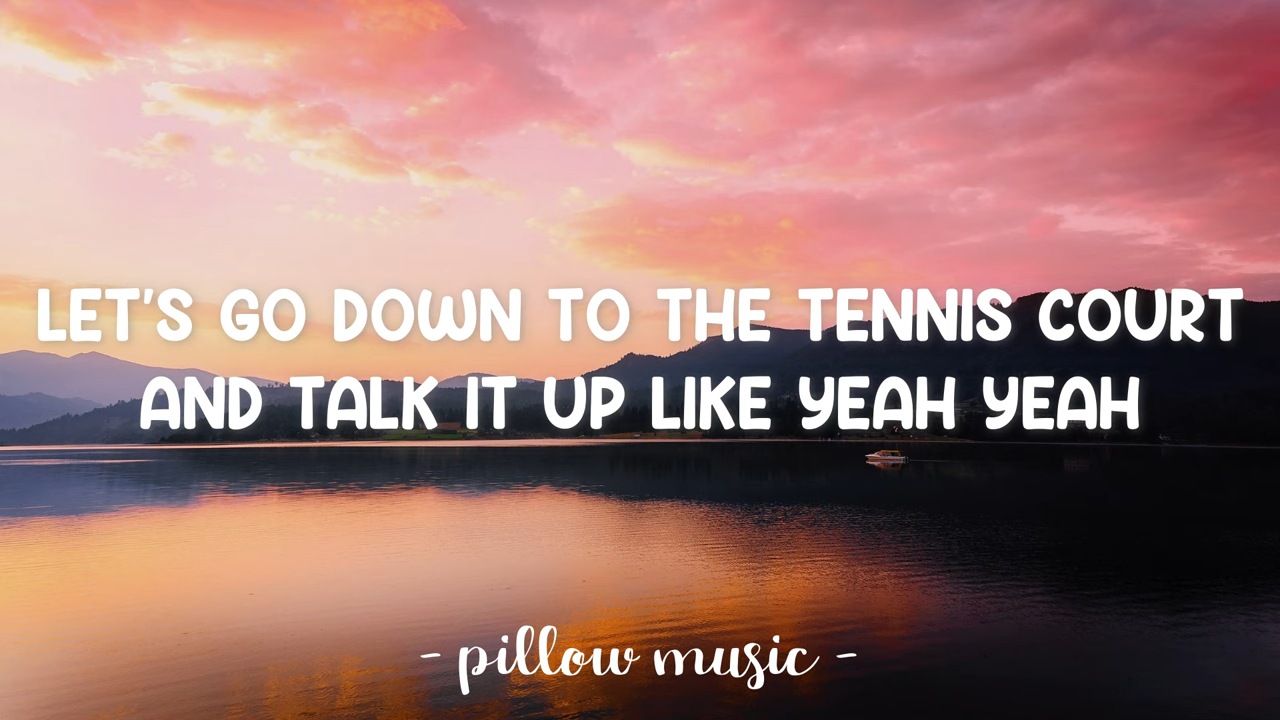 LET'S GO DOWN TO THE TENNIS COURT
AND TALK IT UP LIKE YEAH YEAH
- pillow music -